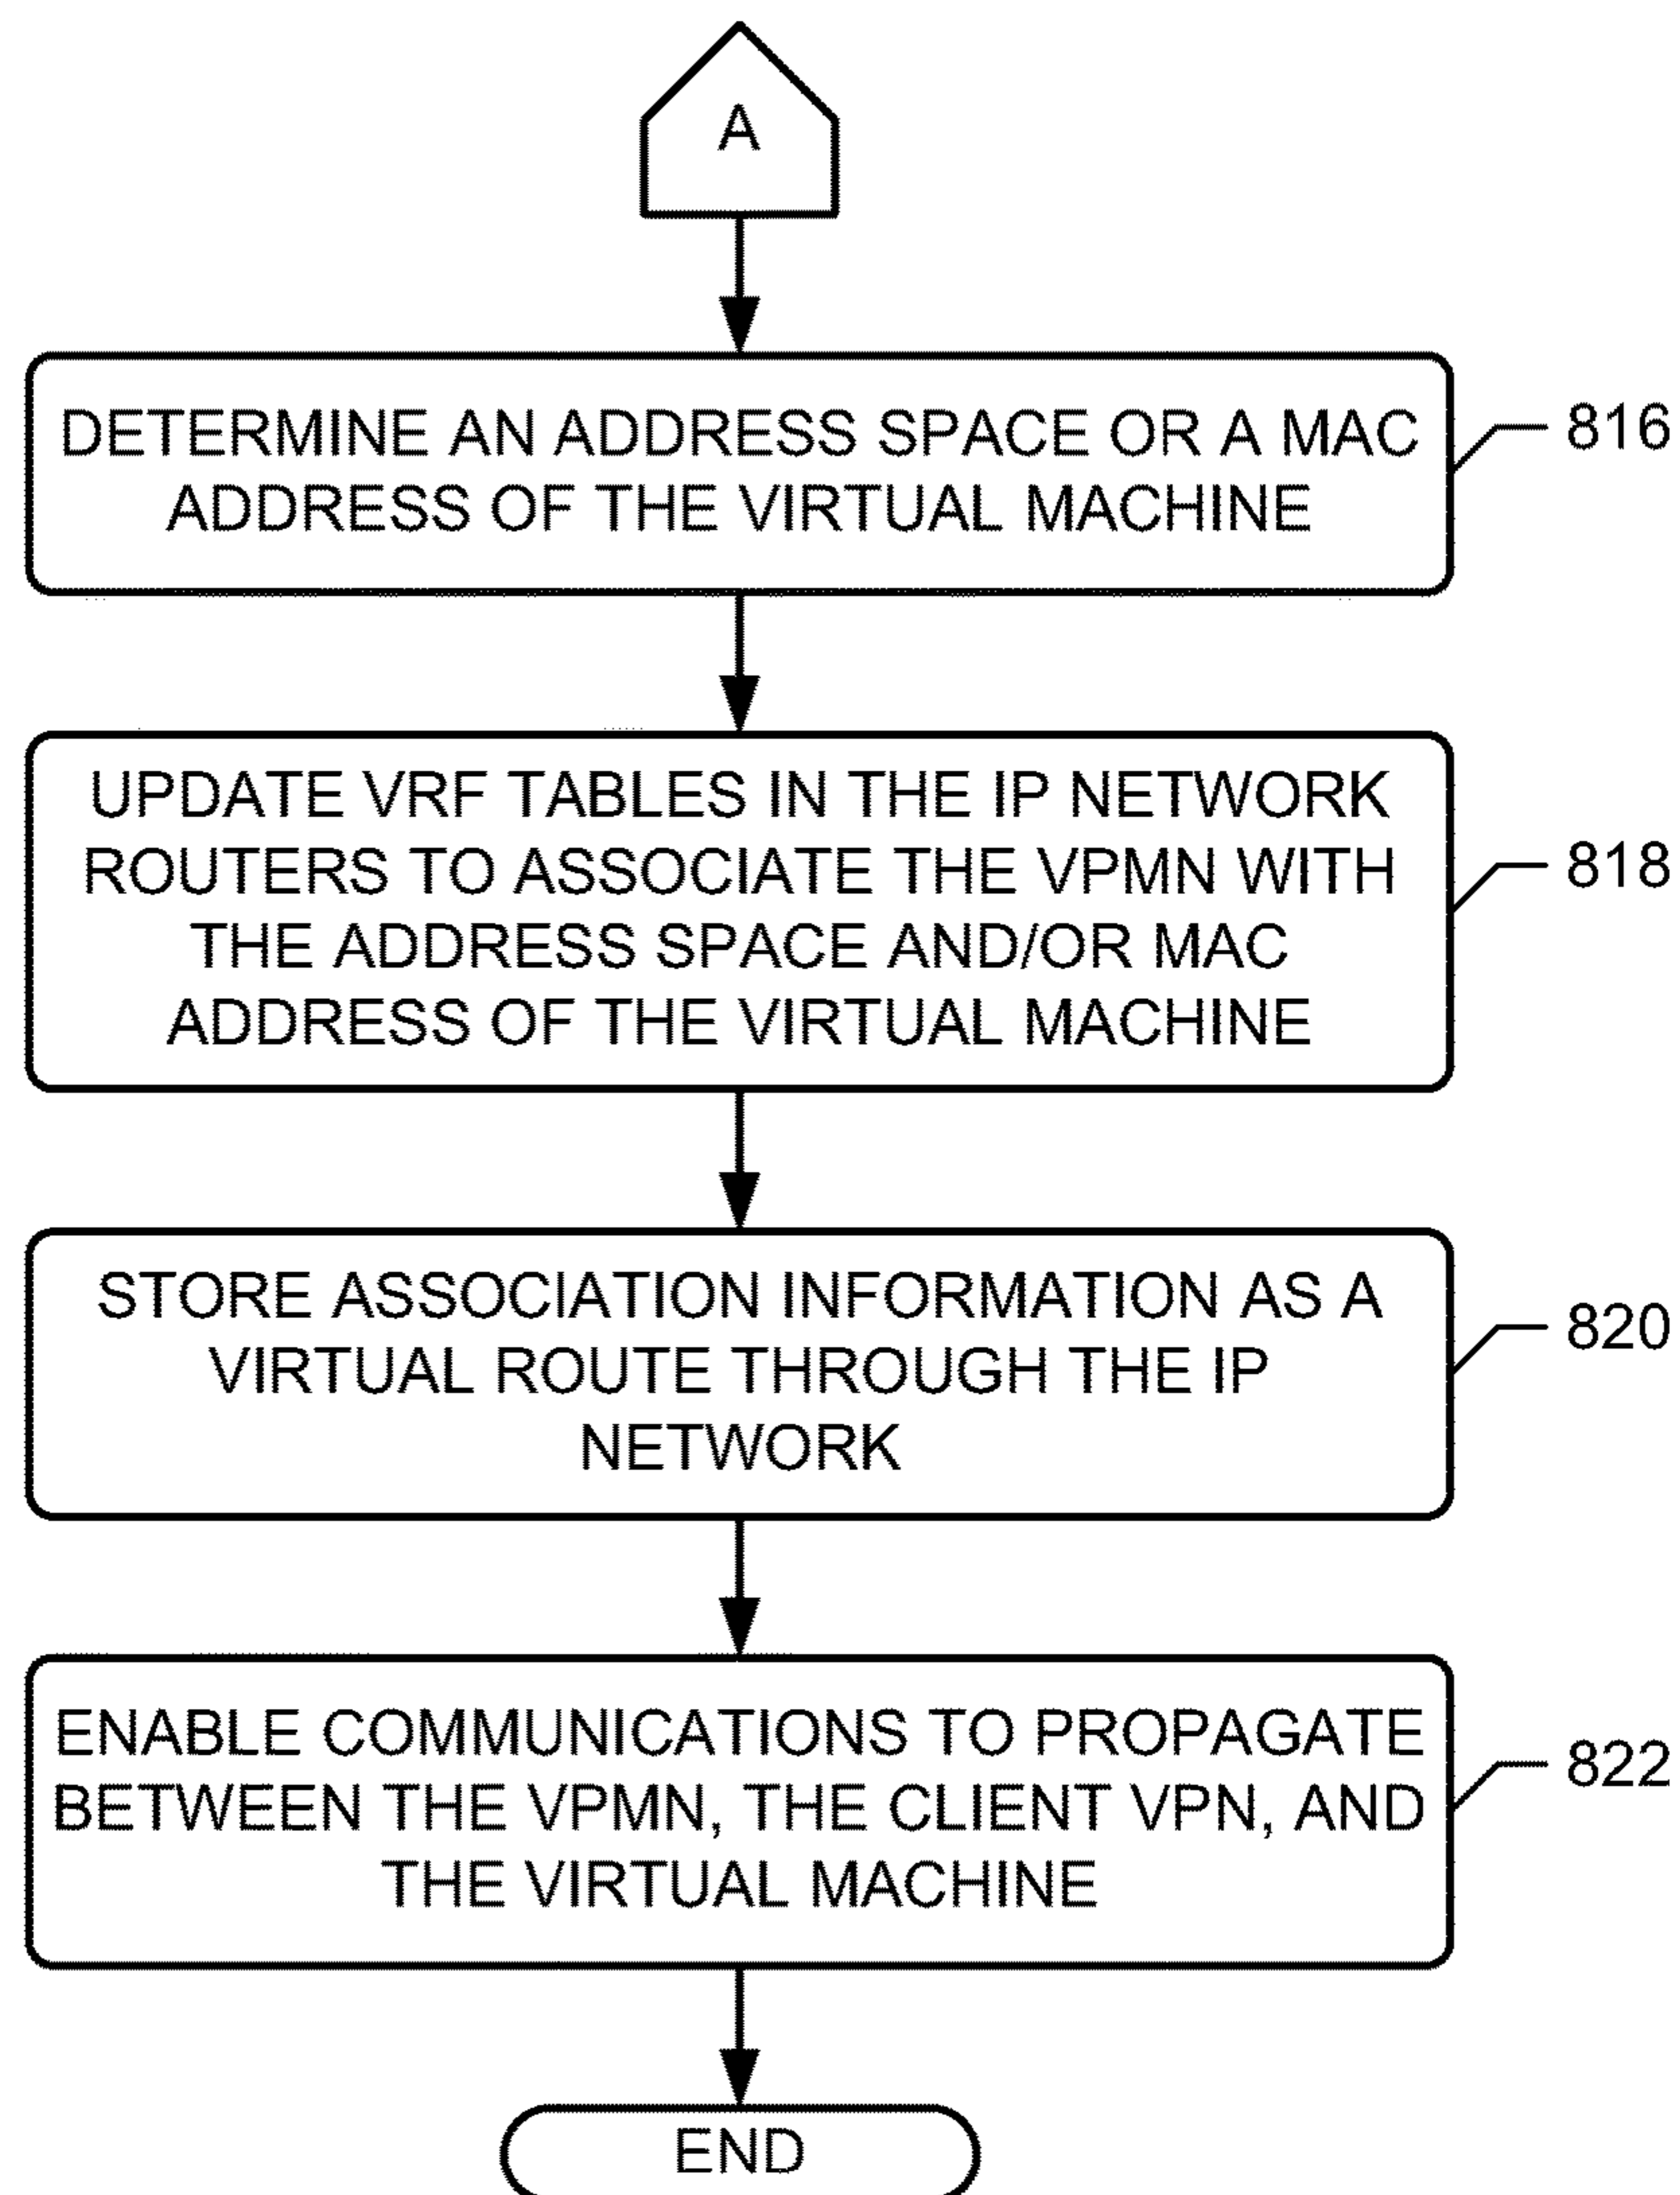 A
DETERMINE AN ADDRESS SPACE OR A MAC
ADDRESS OF THE VIRTUAL MACHINE
816
UPDATE VRF TABLES IN THE IP NETWORK
ROUTERS TO ASSOCIATE THE VPMN WITH
THE ADDRESS SPACE AND/OR MAC
ADDRESS OF THE VIRTUAL MACHINE
818
STORE ASSOCIATION INFORMATION AS A
VIRTUAL ROUTE THROUGH THE IP
NETWORK
820
ENABLE COMMUNICATIONS TO PROPAGATE
BETWEEN THE VPMN, THE CLIENT VPN, AND
THE VIRTUAL MACHINE
822
END